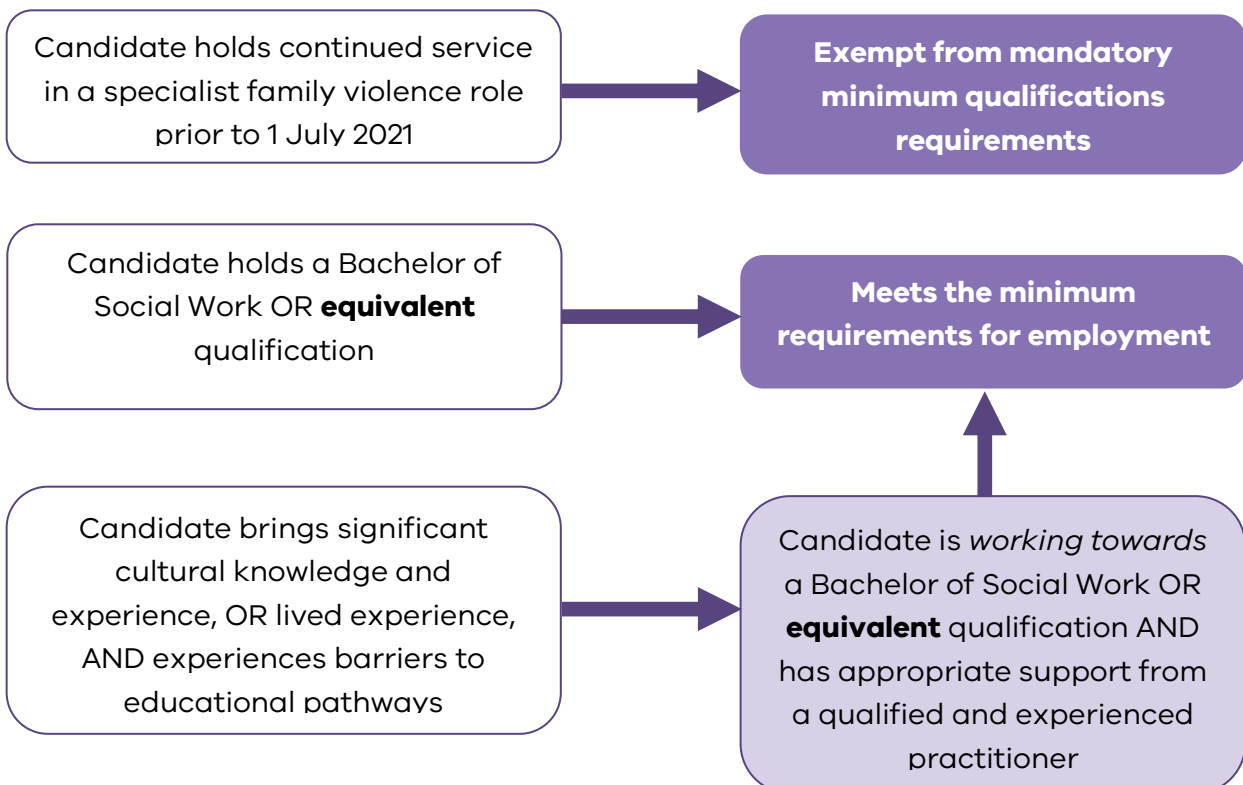 Candidate holds continued service
in a specialist family violence role
prior to 1 July 2021
Exempt from mandatory
minimum qualifications
requirements
Candidate holds a Bachelor of
Social Work OR equivalent
qualification
Meets the minimum
requirements for employment
Candidate brings significant
cultural knowledge and
experience, OR lived experience,
AND experiences barriers to
educational pathways
Candidate is working towards
a Bachelor of Social Work OR
equivalent qualification AND
has appropriate support from
a qualified and experienced
practitioner